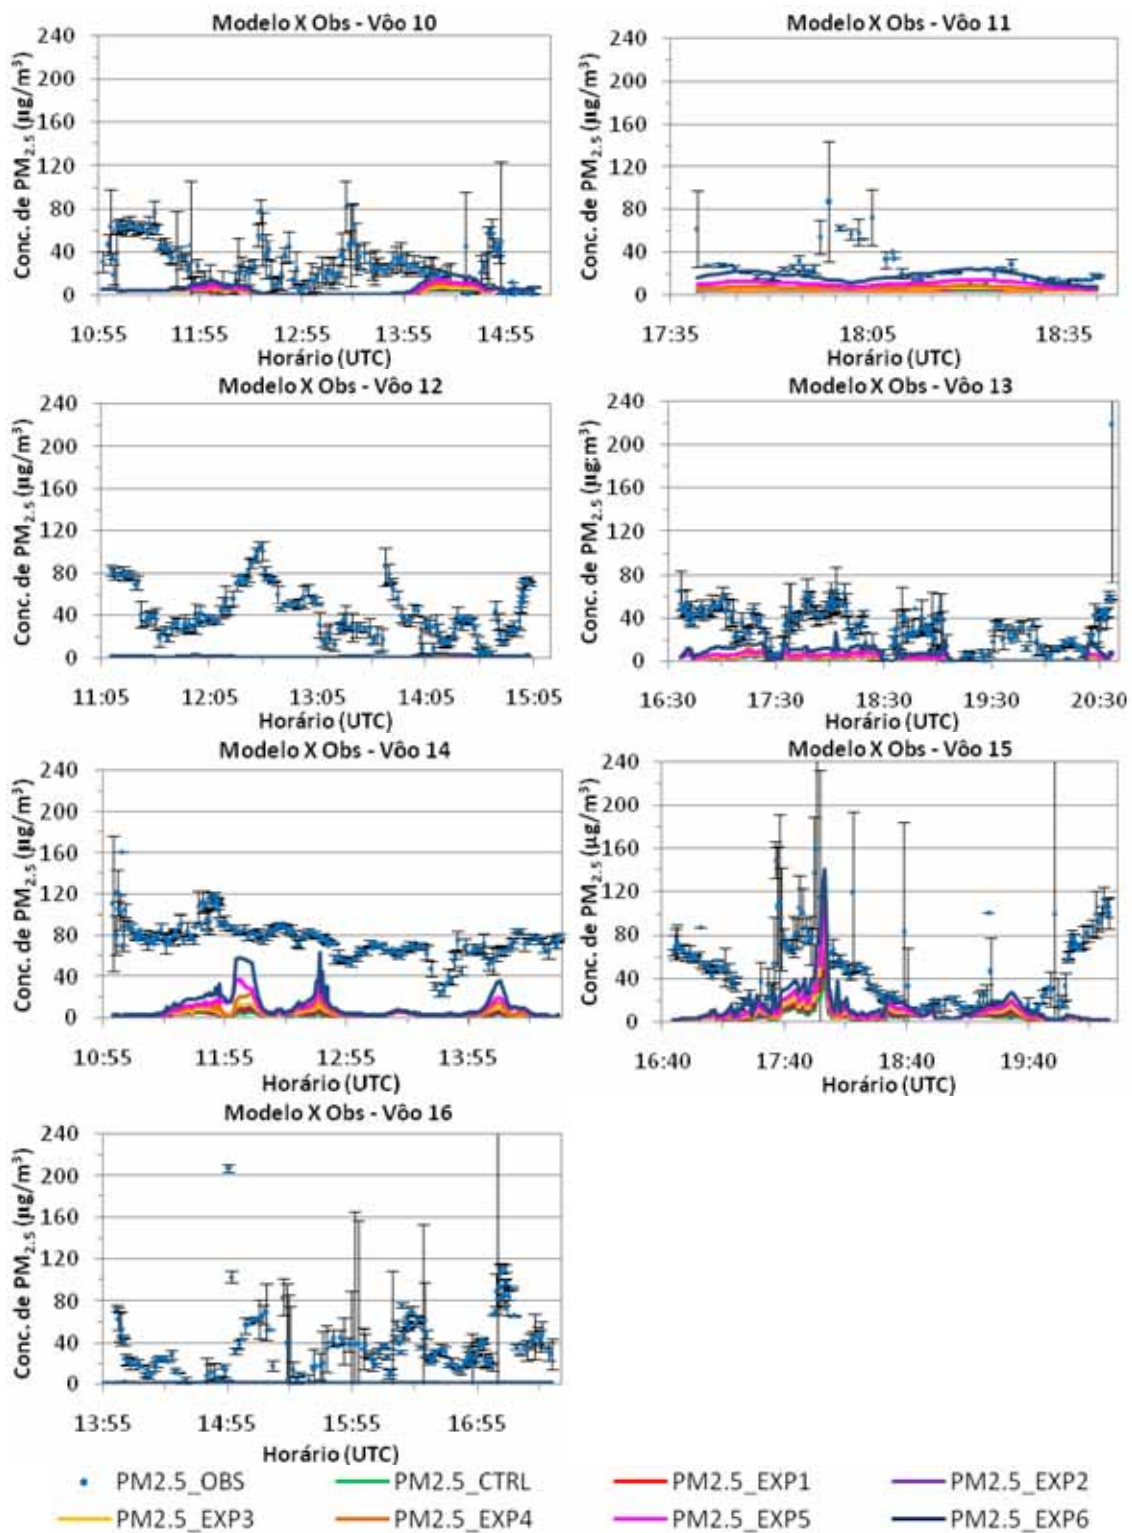 Modelo X Obs - Vôo 10
Conc. de PM2.5 (µg/m³)
240
200
160
120
80
40
0
10:55 11:55 12:55 13:55 14:55
Horário (UTC)
Modelo X Obs - Vôo 11
Conc. de PM2.5 (µg/m³)
240
200
160
120
80
40
0
17:35 18:05 18:35
Horário (UTC)
Modelo X Obs - Vôo 12
Conc. de PM2.5 (µg/m³)
240
200
160
120
80
40
0
11:05 12:05 13:05 14:05 15:05
Horário (UTC)
Modelo X Obs - Vôo 13
Conc. de PM2.5 (µg:m³)
240
200
160
120
80
40
0
16:30 17:30 18:30 19:30 20:30
Horário (UTC)
Modelo X Obs - Vôo 14
Conc. de PM2.5 (µg/m³)
240
200
160
120
80
40
0
10:55 11:55 12:55 13:55
Horário (UTC)
Modelo X Obs - Vôo 15
Conc. de PM2.5 (µg/m³)
240
200
160
120
80
40
0
16:40 17:40 18:40 19:40
Horário (UTC)
Modelo X Obs - Vôo 16
Conc. de PM2.5 (µg/m³)
240
200
160
120
80
40
0
13:55 14:55 15:55 16:55
Horário (UTC)
PM2.5_OBS PM2.5_CTRL PM2.5_EXP1 PM2.5_EXP2
PM2.5_EXP3 PM2.5_EXP4 PM2.5_EXP5 PM2.5_EXP6